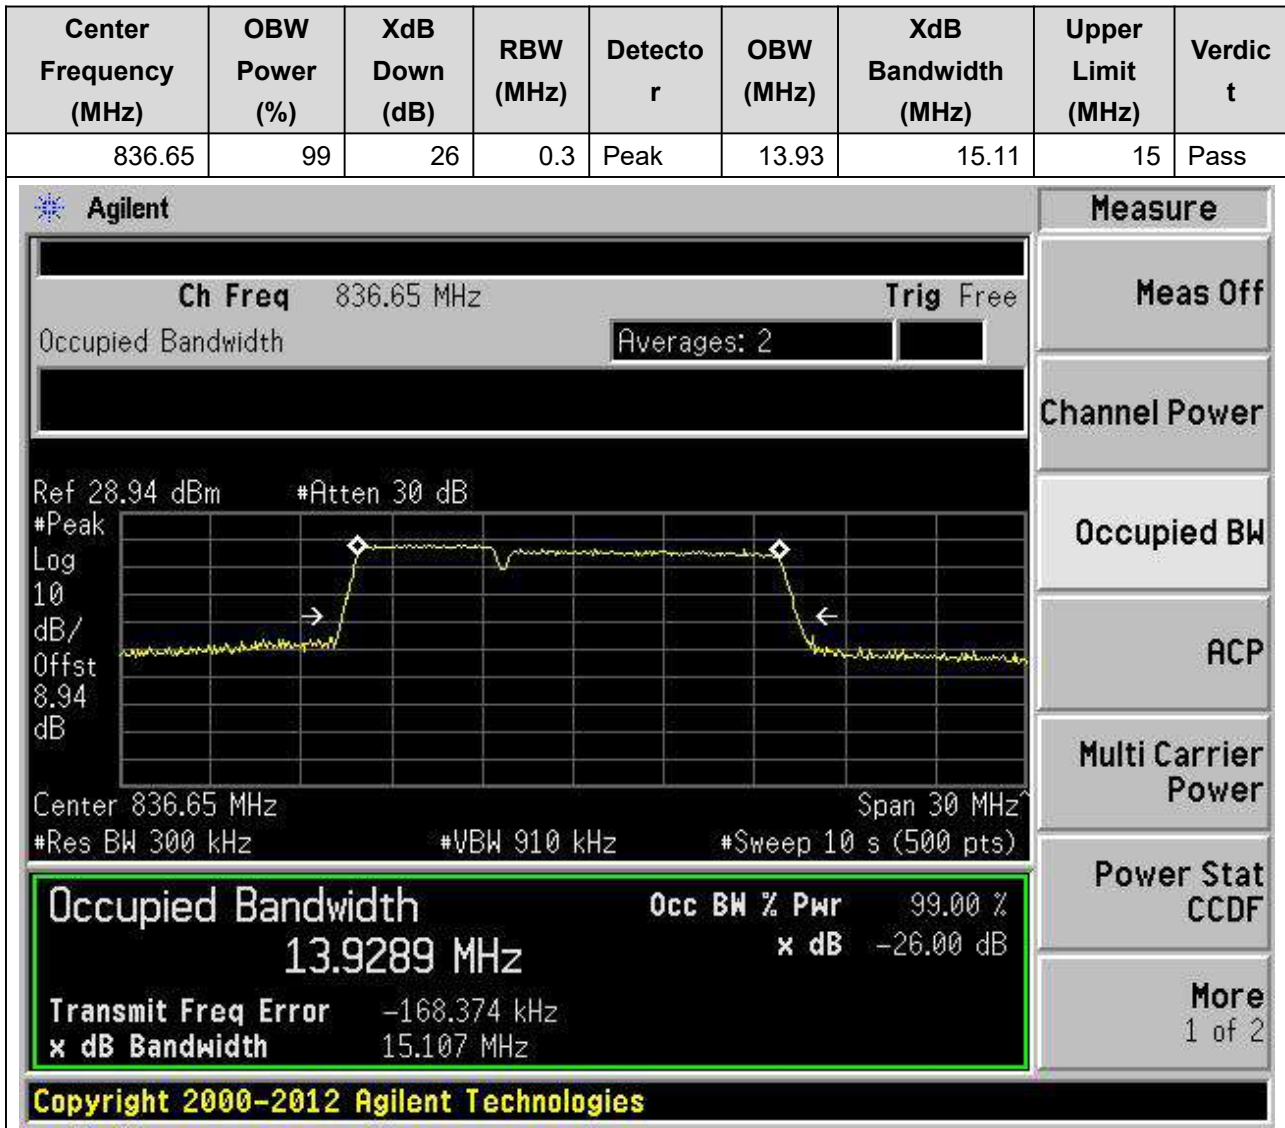 Center Frequency (MHz) OBW Power (%) XdB Down (dB) RBW (MHz) Detecto r OBW (MHz) XdB Bandwidth (MHz) Upper Limit (MHz) Verdic t
836.65 99 26 0.3 Peak 13.93 15.11 15 Pass
Agilent
Measure
Ch Freq 836.65 MHz Trig Free
Meas Off
Occupied Bandwidth Averages: 2
Channel Power
Ref 28.94 dBm #Atten 30 dB
#Peak
Log
10
dB/
Offst
8.94
dB
Occupied BW
ACP
Multi Carrier
Power
Center 836.65 MHz Span 30 MHz^
#Res BW 300 kHz #VBW 910 kHz #Sweep 10 s (500 pts)
Power Stat
CCDF
Occupied Bandwidth Occ BW % Pwr 99.00 %
13.9289 MHz x dB -26.00 dB
Transmit Freq Error -168.374 kHz
x dB Bandwidth 15.107 MHz
More
1 of 2
Copyright 2000-2012 Agilent Technologies